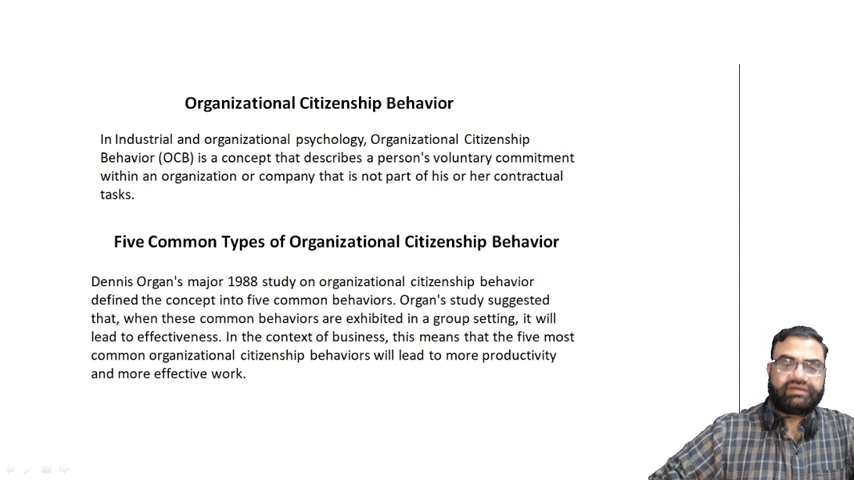 Organizational Citizenship Behavior
In Industrial and organizational psychology, Organizational Citizenship
Behavior (OCB) is a concept that describes a person's voluntary commitment
within an organization or company that is not part of his or her contractual
tasks.
Five Common Types of Organizational Citizenship Behavior
Dennis Organ's major 1988 study on organizational citizenship behavior
defined the concept into five common behaviors. Organ's study suggested
that, when these common behaviors are exhibited in a group setting, it will
lead to effectiveness. In the context of business, this means that the five most
common organizational citizenship behaviors will lead to more productivity
and more effective work.